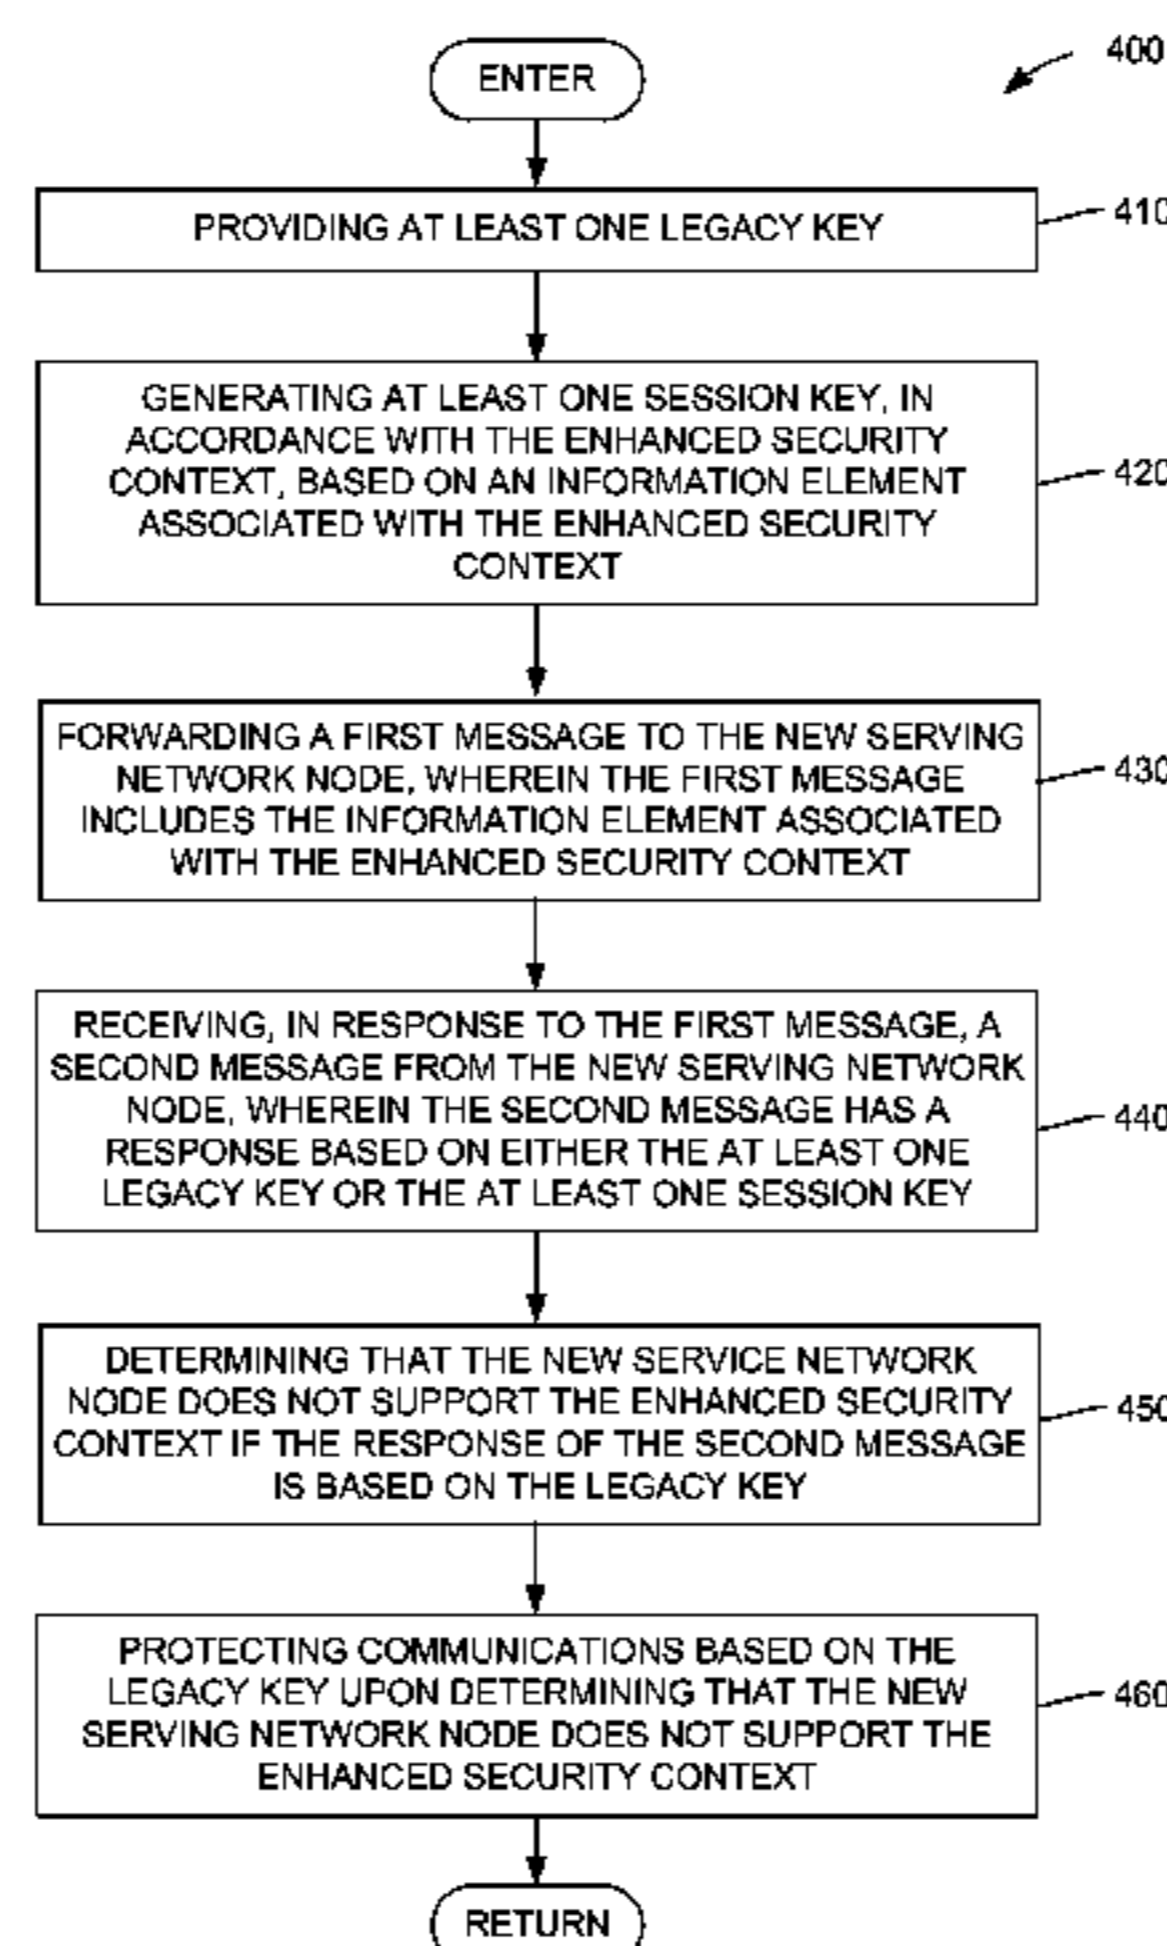 ENTER
400
PROVIDING AT LEAST ONE LEGACY KEY
410
GENERATING AT LEAST ONE SESSION KEY, IN
ACCORDANCE WITH THE ENHANCED SECURITY
CONTEXT, BASED ON AN INFORMATION ELEMENT
ASSOCIATED WITH THE ENHANCED SECURITY
CONTEXT
420
FORWARDING A FIRST MESSAGE TO THE NEW SERVING
NETWORK NODE, WHEREIN THE FIRST MESSAGE
INCLUDES THE INFORMATION ELEMENT ASSOCIATED
WITH THE ENHANCED SECURITY CONTEXT
430
RECEIVING, IN RESPONSE TO THE FIRST MESSAGE, A
SECOND MESSAGE FROM THE NEW SERVING NETWORK
NODE, WHEREIN THE SECOND MESSAGE HAS A
RESPONSE BASED ON EITHER THE AT LEAST ONE
LEGACY KEY OR THE AT LEAST ONE SESSION KEY
440
DETERMINING THAT THE NEW SERVICE NETWORK
NODE DOES NOT SUPPORT THE ENHANCED SECURITY
CONTEXT IF THE RESPONSE OF THE SECOND MESSAGE
IS BASED ON THE LEGACY KEY
450
PROTECTING COMMUNICATIONS BASED ON THE
LEGACY KEY UPON DETERMINING THAT THE NEW
SERVING NETWORK NODE DOES NOT SUPPORT THE
ENHANCED SECURITY CONTEXT
460
RETURN